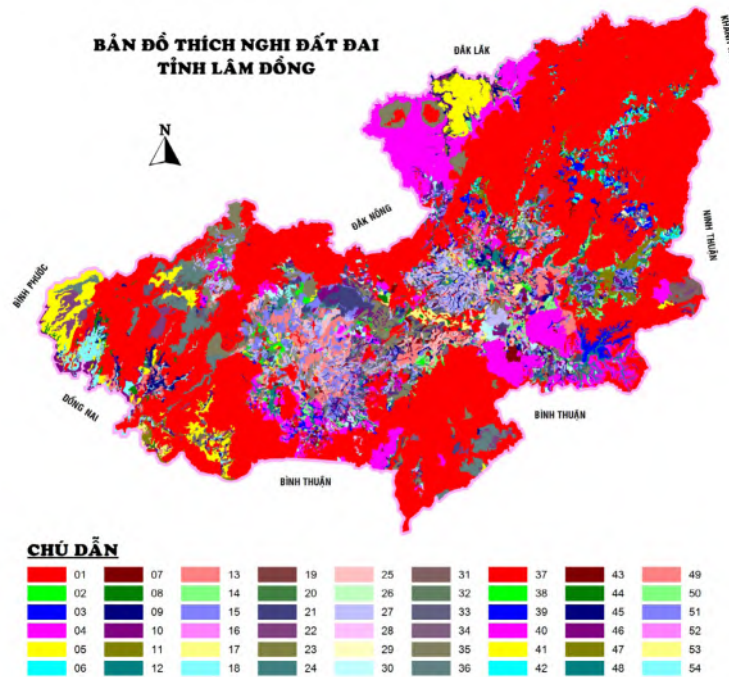 BẢN ĐỒ THÍCH NGHI ĐẤT ĐAI
TỈNH LÂM ĐỒNG
ĐĂK LĂK
N
ĐĂK NÔNG
NINH THUẬN
BÌNH PHƯỚC
ĐỒNG NAI
BÌNH THUẬN
BÌNH THUẬN
CHÚ DẪN
01 07 13 19 25 31 37 43 49
02 08 14 20 26 32 38 44 50
03 09 15 21 27 33 39 45 51
04 10 16 22 28 34 40 46 52
05 11 17 23 29 35 41 47 53
06 12 18 24 30 36 42 48 54